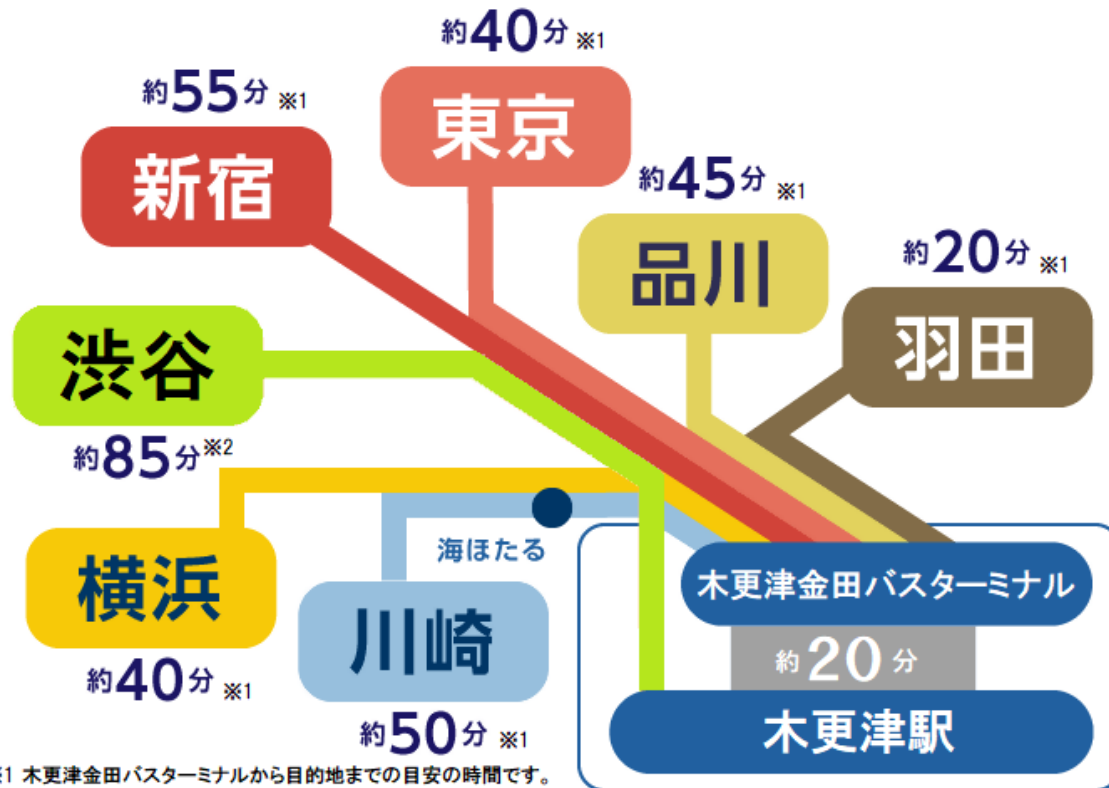 約40分 ※1
東京
約55分 ※1
新宿
約45分 ※1
品川
約20分 ※1
羽田
渋谷
約85分※2
海ほたる
横浜
約40分 ※1
川崎
約50分 ※1
木更津金田バスターミナル
約20分
木更津駅
※1 木更津金田バスターミナルから目的地までの目安の時間です。